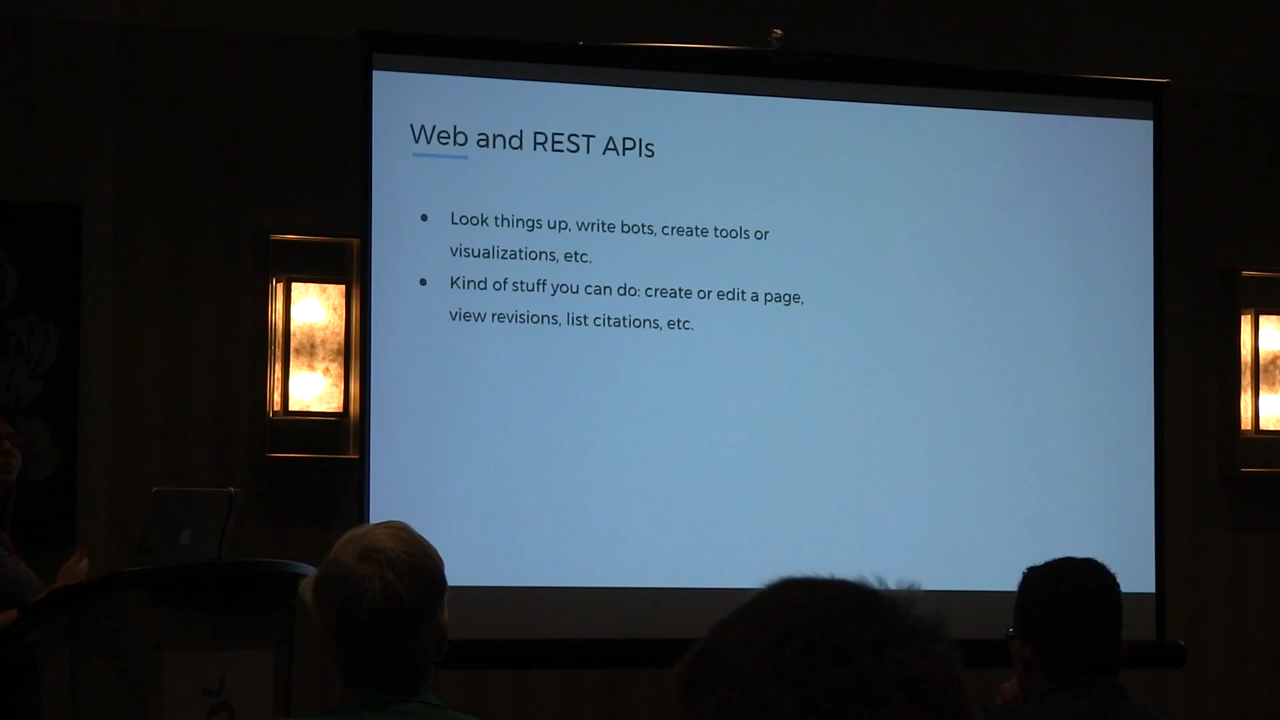 Web and REST APIs
● Look things up, write bots, create tools or
visualizations, etc.
● Kind of stuff you can do: create or edit a page,
view revisions, list citations, etc.